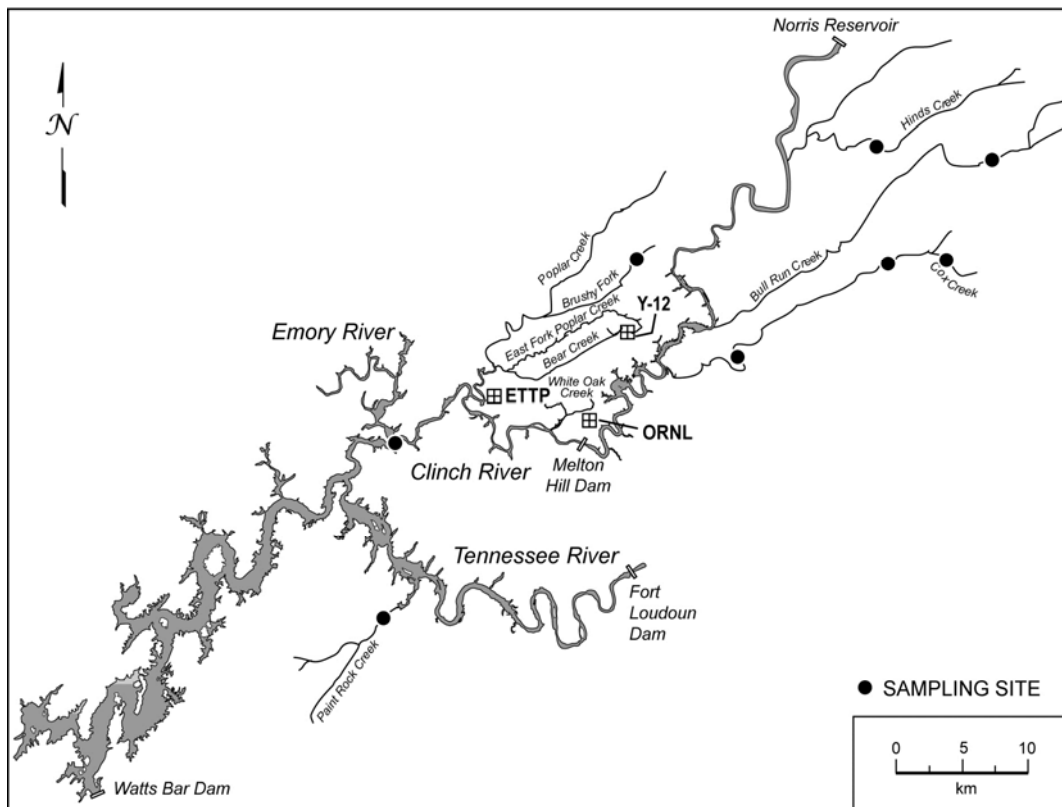 Norris Reservoir
N
Hinds Creek
Poplar Creek
Brushy Fork
Bull Run Creek
Cox Creek
Y-12
East Fork Poplar Creek
Bear Creek
Emory River
White Oak
Creek
ETTP
ORNL
Clinch River
Melton
Hill Dam
Tennessee River
Fort
Loudoun
Dam
Paint Rock Creek
SAMPLING SITE
0 5 10
km
Watts Bar Dam